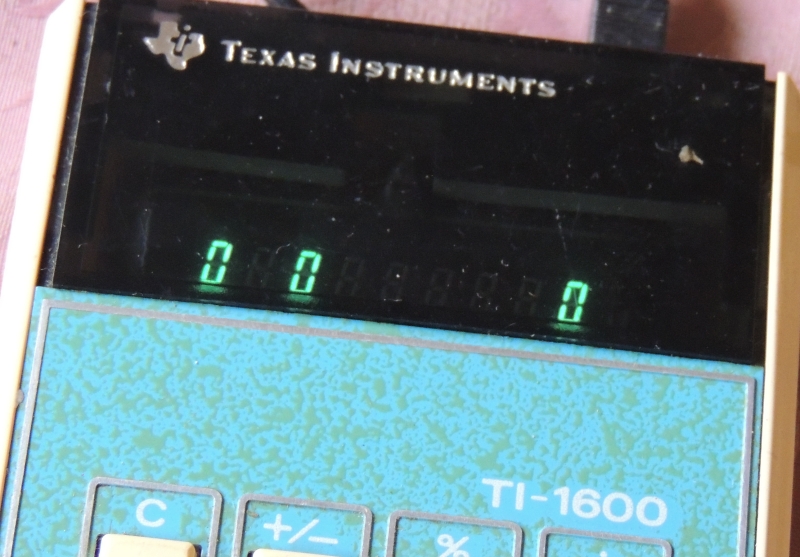 TEXAS INSTRUMENTS
0 0 0
TI-1600
C +/− %